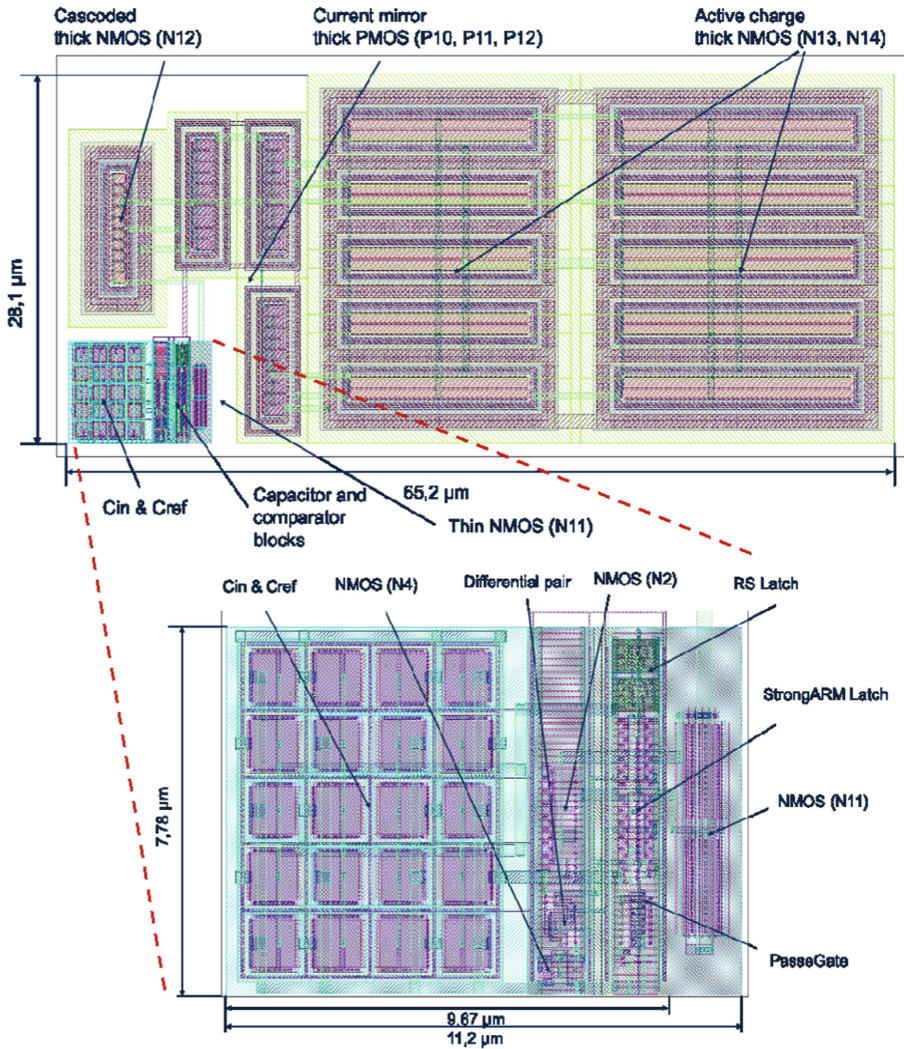 Cascoded
thick NMOS (N12)
Current mirror
thick PMOS (P10, P11, P12)
Active charge
thick NMOS (N13, N14)
28,1 µm
65,2 µm
Cin & Cref
Capacitor and
comparator
blocks
Thin NMOS (N11)
Cin & Cref
NMOS (N4)
Differential pair
NMOS (N2)
RS Latch
StrongARM Latch
NMOS (N11)
PasseGate
7,78 µm
9.67 µm
11,2 µm